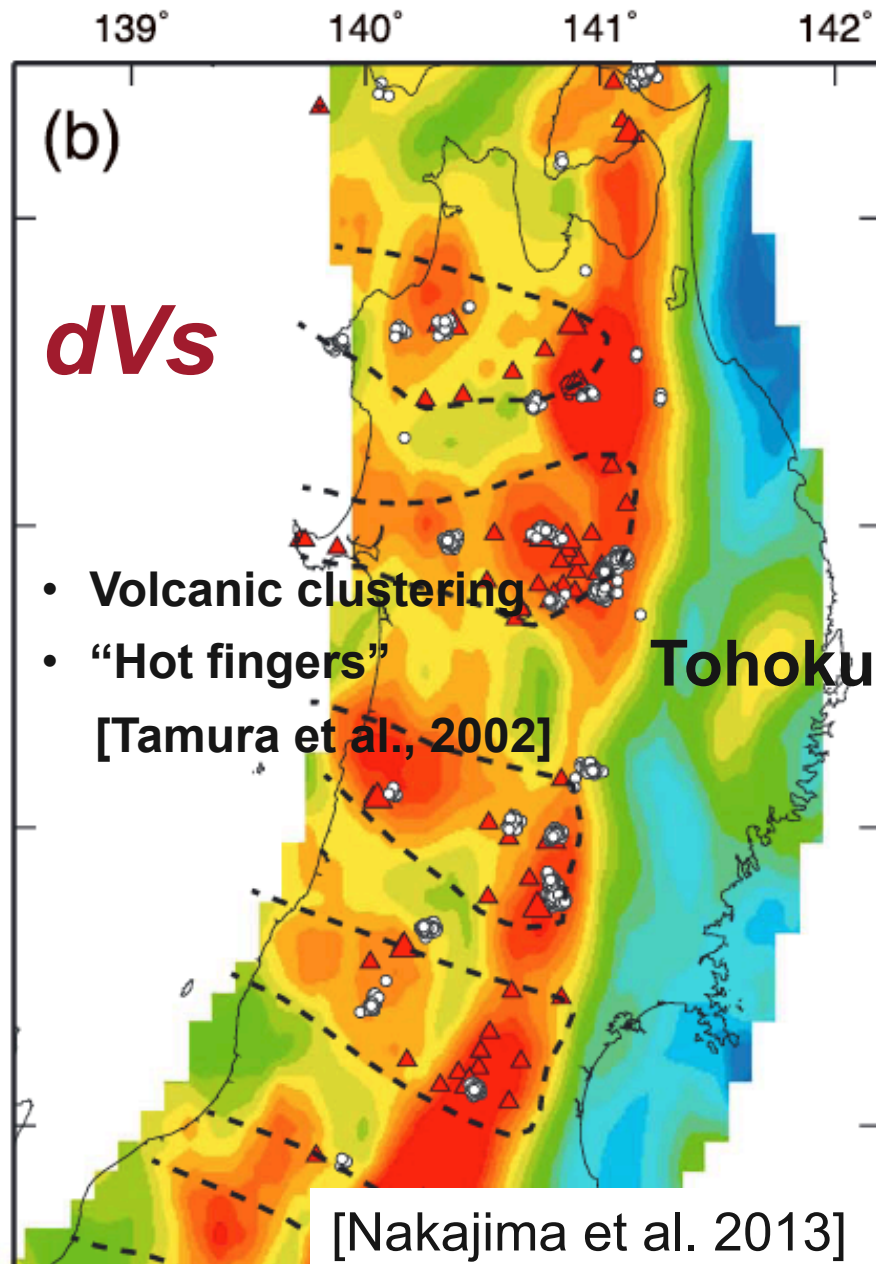 139° 140° 141° 142°
(b)
dVs
• Volcanic clustering
• “Hot fingers”
Tohoku
[Tamura et al., 2002]
[Nakajima et al. 2013]